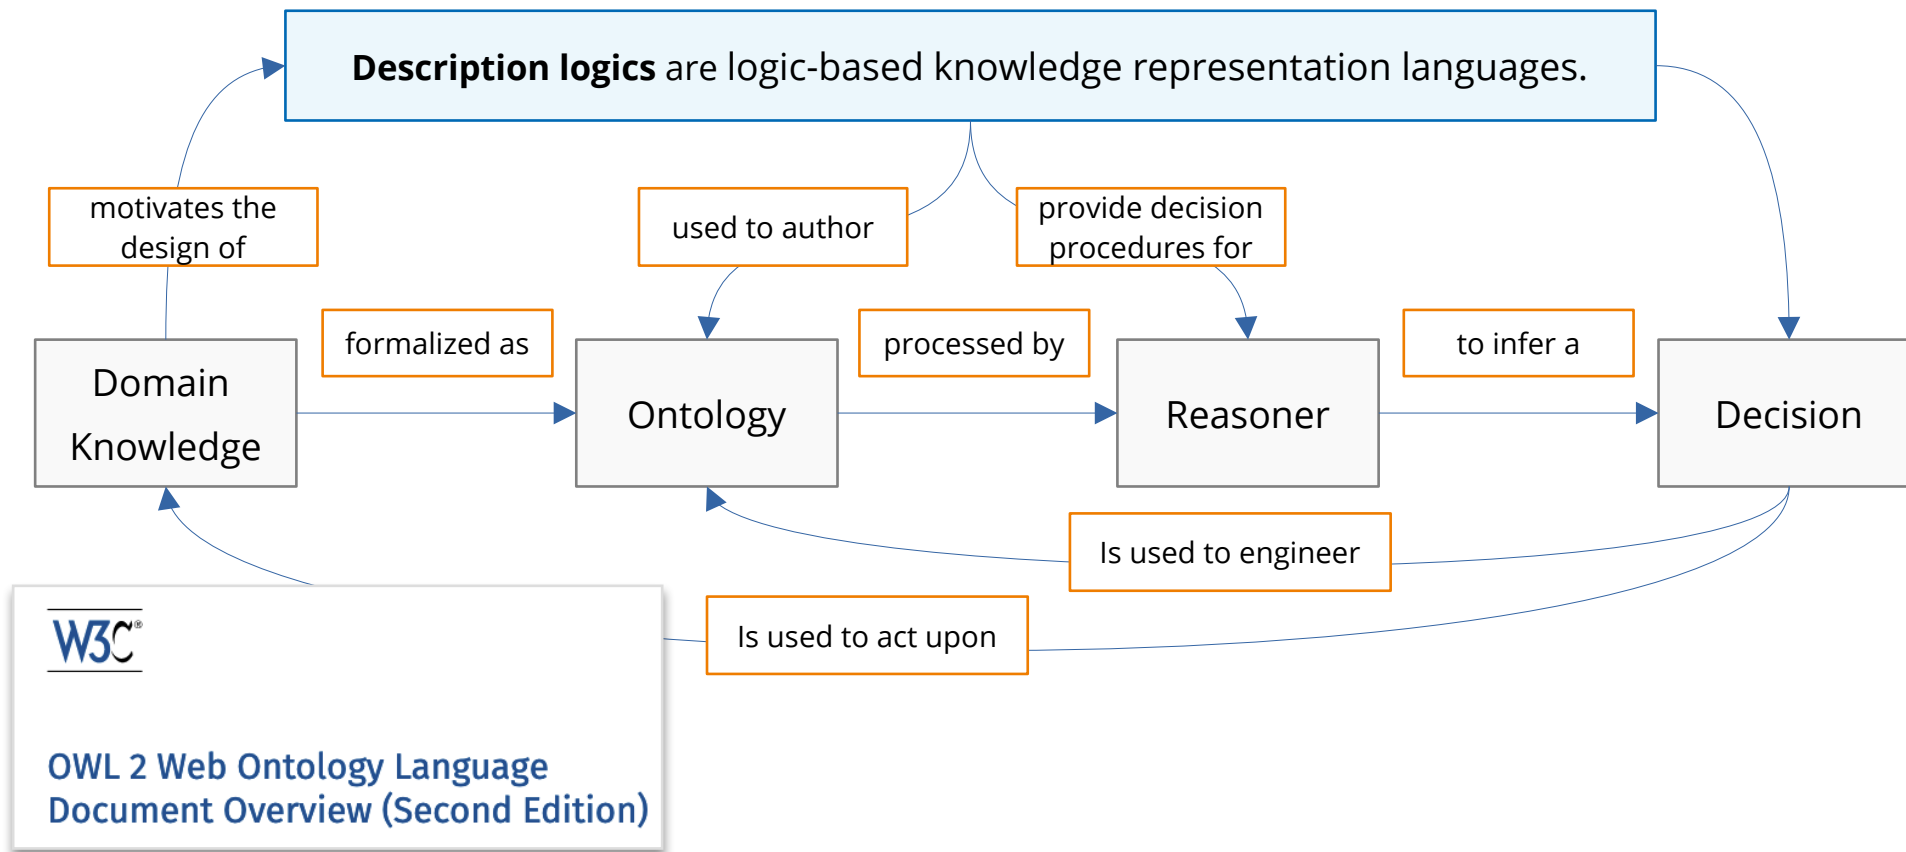 Description logics are logic-based knowledge representation languages.
motivates the
design of
used to author
provide decision
procedures for
formalized as
processed by
to infer a
Domain
Knowledge
Ontology
Reasoner
Decision
Is used to engineer
Is used to act upon
W3C®
OWL 2 Web Ontology Language
Document Overview (Second Edition)